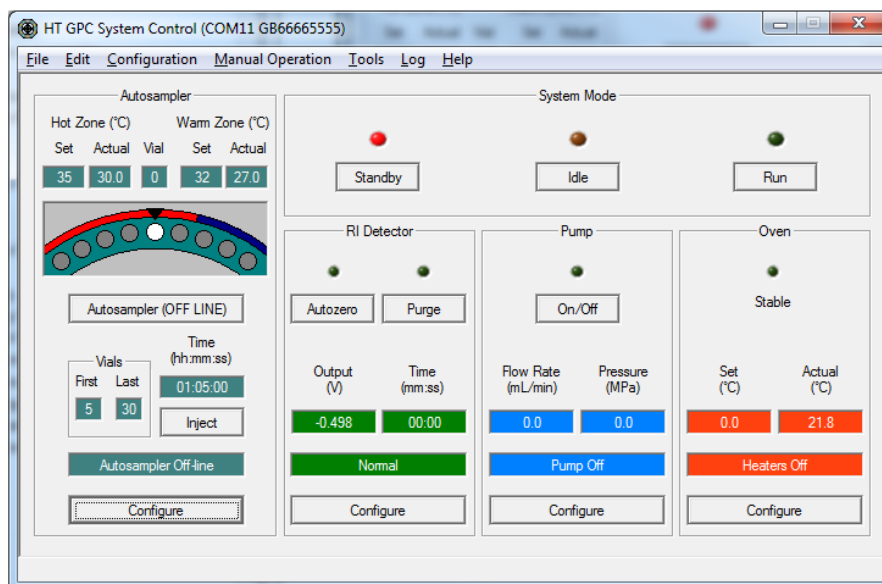 HT GPC System Control (COM11 GB66665555)
File Edit Configuration Manual Operation Tools Log Help
Autosampler
Hot Zone (°C) Warm Zone (°C)
Set Actual Vial Set Actual
35 30.0 0 32 27.0
Autosampler (OFF LINE)
Vials
First Last
5 30
Time
(hh:mm:ss)
01:05:00
Inject
Autosampler Off-line
Configure
System Mode
Standby Idle Run
RI Detector
Autozero Purge
Output
(V)
Time
(mm:ss)
-0.498 00:00
Normal
Configure
Pump
On/Off
Flow Rate
(mL/min)
Pressure
(MPa)
0.0 0.0
Pump Off
Configure
Oven
Stable
Set
(°C)
Actual
(°C)
0.0 21.8
Heaters Off
Configure